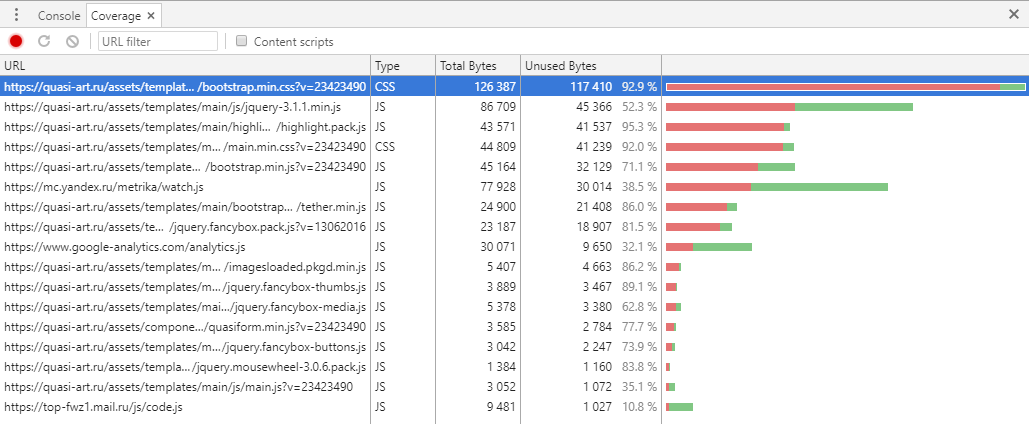 Console Coverage
URL filter Content scripts
URL Type Total Bytes Unused Bytes
https://quasi-art.ru/assets/templat... /bootstrap.min.css?v=23423490 CSS 126 387 117 410 92.9 %
https://quasi-art.ru/assets/templates/main/js/jquery-3.1.1.min.js JS 86 709 45 366 52.3 %
https://quasi-art.ru/assets/templates/main/highli... /highlight.pack.js JS 43 571 41 537 95.3 %
https://quasi-art.ru/assets/templates/m... /main.min.css?v=23423490 CSS 44 809 41 239 92.0 %
https://quasi-art.ru/assets/template... /bootstrap.min.js?v=23423490 JS 45 164 32 129 71.1 %
https://mc.yandex.ru/metrika/watch.js JS 77 928 30 014 38.5 %
https://quasi-art.ru/assets/templates/main/bootstrap... /tether.min.js JS 24 900 21 408 86.0 %
https://quasi-art.ru/assets/te... /jquery.fancybox.pack.js?v=13062016 JS 23 187 18 907 81.5 %
https://www.google-analytics.com/analytics.js JS 30 071 9 650 32.1 %
https://quasi-art.ru/assets/templates/m... /imagesloaded.pkgd.min.js JS 5 407 4 663 86.2 %
https://quasi-art.ru/assets/templates/m... /jquery.fancybox-thumbs.js JS 3 889 3 467 89.1 %
https://quasi-art.ru/assets/templates/mai... /jquery.fancybox-media.js JS 5 378 3 380 62.8 %
https://quasi-art.ru/assets/compone... /quasiform.min.js?v=23423490 JS 3 585 2 784 77.7 %
https://quasi-art.ru/assets/templates/m... /jquery.fancybox-buttons.js JS 3 042 2 247 73.9 %
https://quasi-art.ru/assets/templa... /jquery.mousewheel-3.0.6.pack.js JS 1 384 1 160 83.8 %
https://quasi-art.ru/assets/templates/main/js/main.js?v=23423490 JS 3 052 1 072 35.1 %
https://top-fwz1.mail.ru/js/code.js JS 9 481 1 027 10.8 %